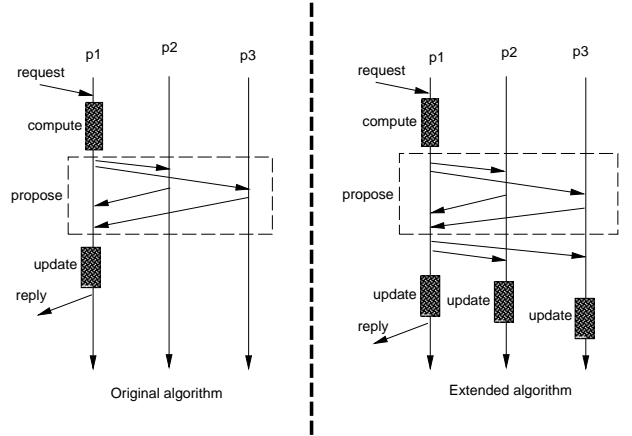 p1 p2 p3
request
compute
propose
update
reply
Original algorithm
p1 p2 p3
request
compute
propose
update update update
reply
Extended algorithm